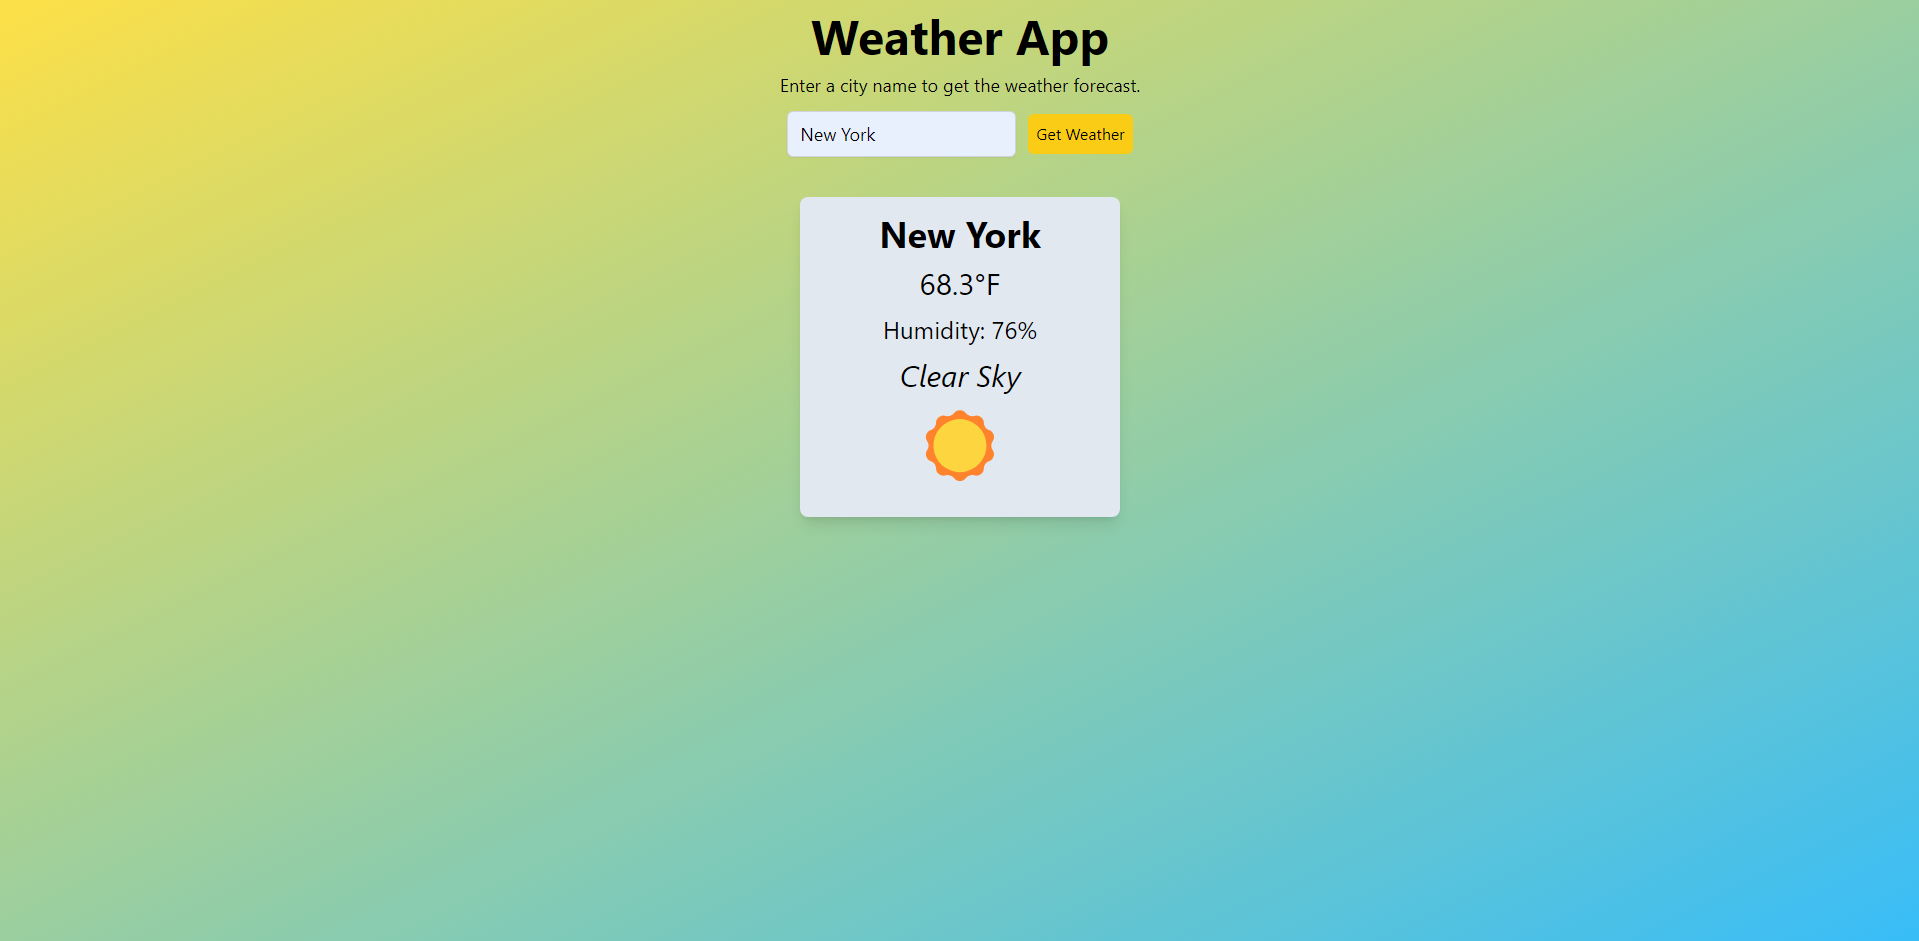 Weather App
Enter a city name to get the weather forecast.
New York
Get Weather
New York
68.3°F
Humidity: 76%
Clear Sky